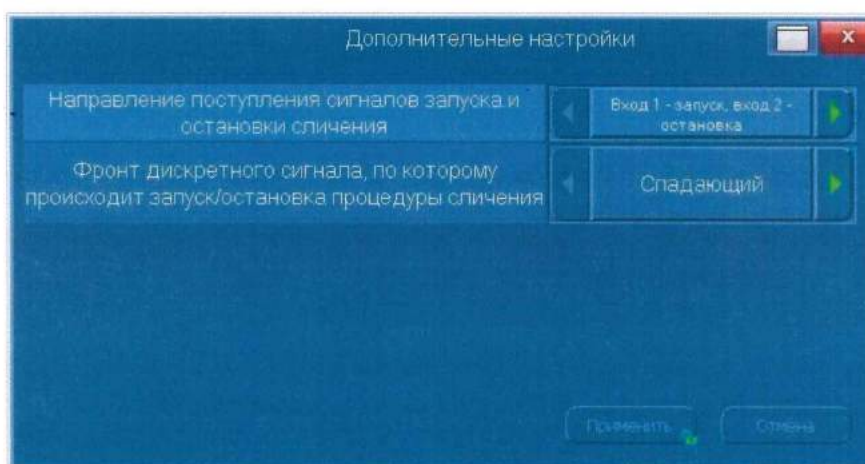 Дополнительные настройки
Направление поступления сигналов запуска и
остановки сличения
Вход 1 - запуск, вход 2 -
остановка
Фронт дискретного сигнала, по которому
происходит запуск/остановка процедуры сличения
Спадающий
Применить
Отмена